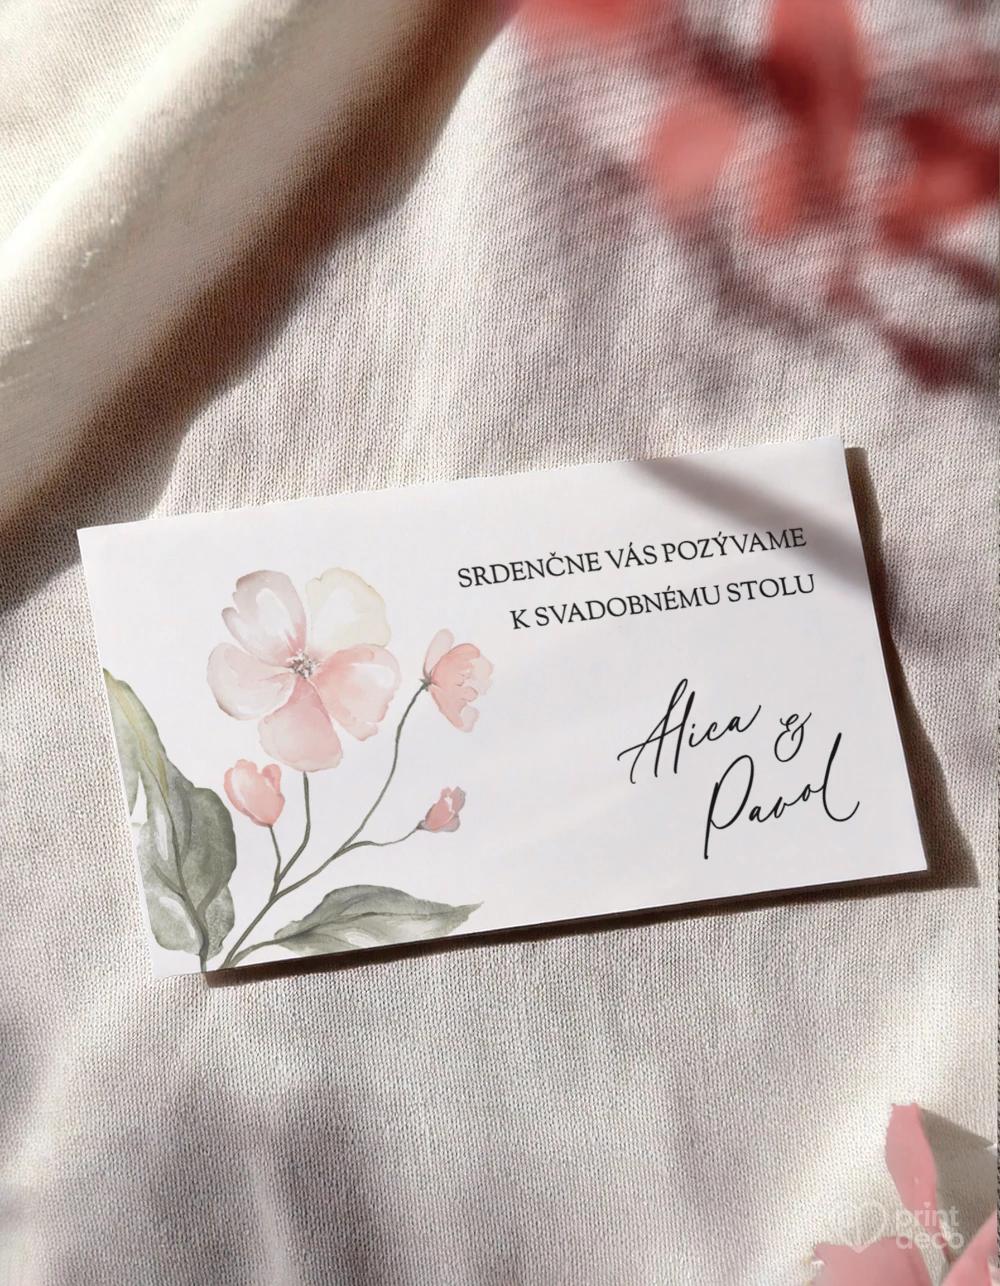 SRDENČNE VÁS POZÝVAME
K SVADOBNÉMU STOLU
Alica &
Pavol
print
deco